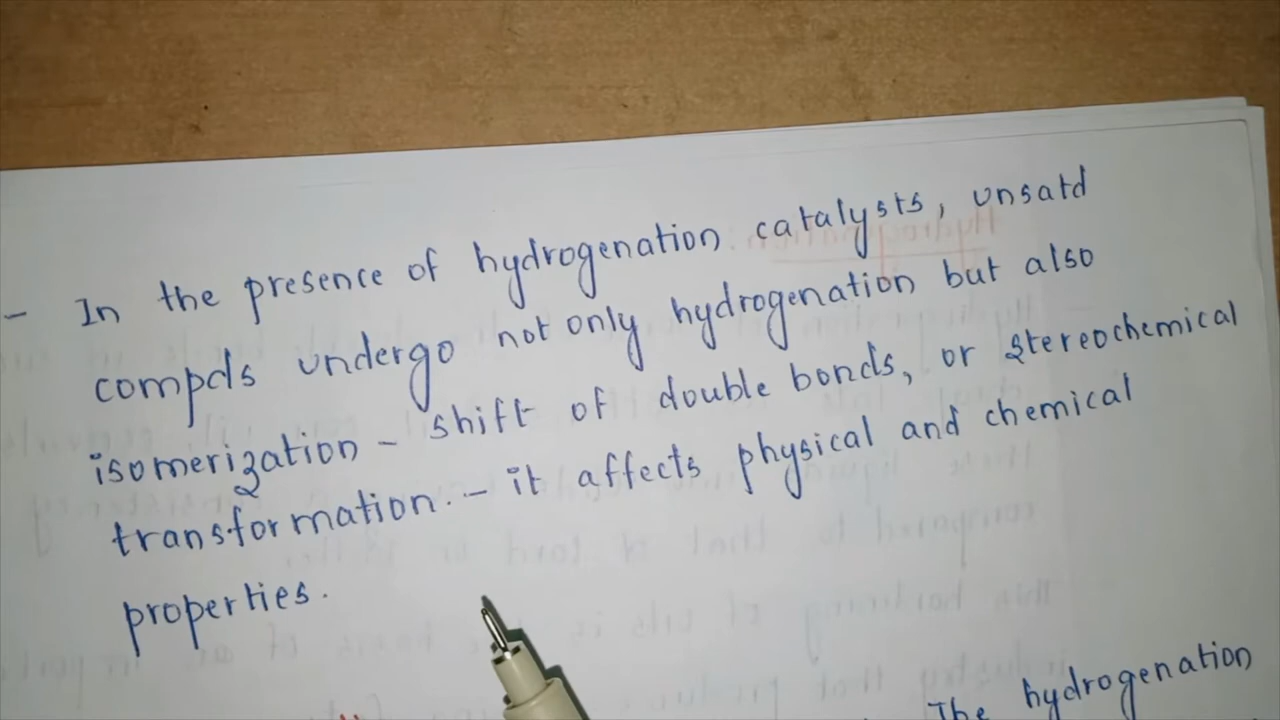 - In the presence of hydrogenation catalysts, unsatd
compds undergo not only hydrogenation but also
isomerization - shift of double bonds, or stereochemical
transformation. - it affects physical and chemical
properties.
The hydrogenation